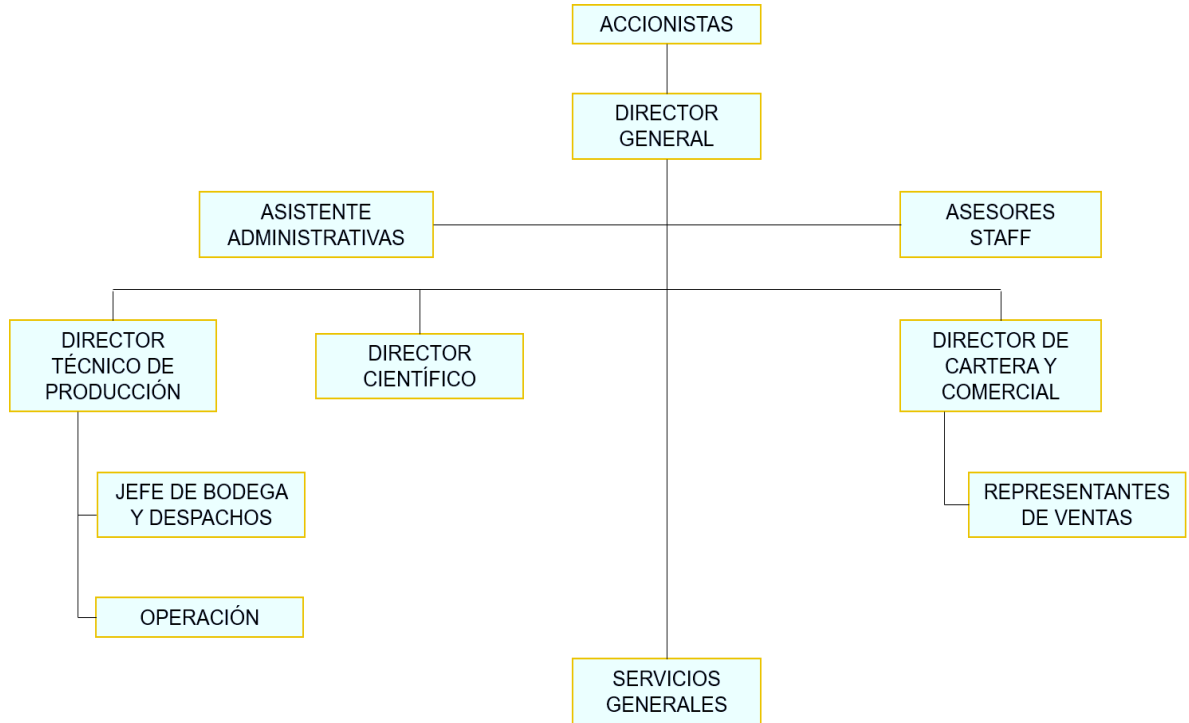 ACCIONISTAS
DIRECTOR
GENERAL
ASISTENTE
ADMINISTRATIVAS
ASESORES
STAFF
DIRECTOR
TÉCNICO DE
PRODUCCIÓN
DIRECTOR
CIENTÍFICO
DIRECTOR DE
CARTERA Y
COMERCIAL
JEFE DE BODEGA
Y DESPACHOS
REPRESENTANTES
DE VENTAS
OPERACIÓN
SERVICIOS
GENERALES